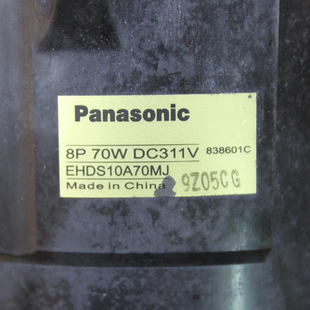 Panasonic
8P 70W DC311V 838601C
EHDS10A70MJ
Made in China 9Z05CG